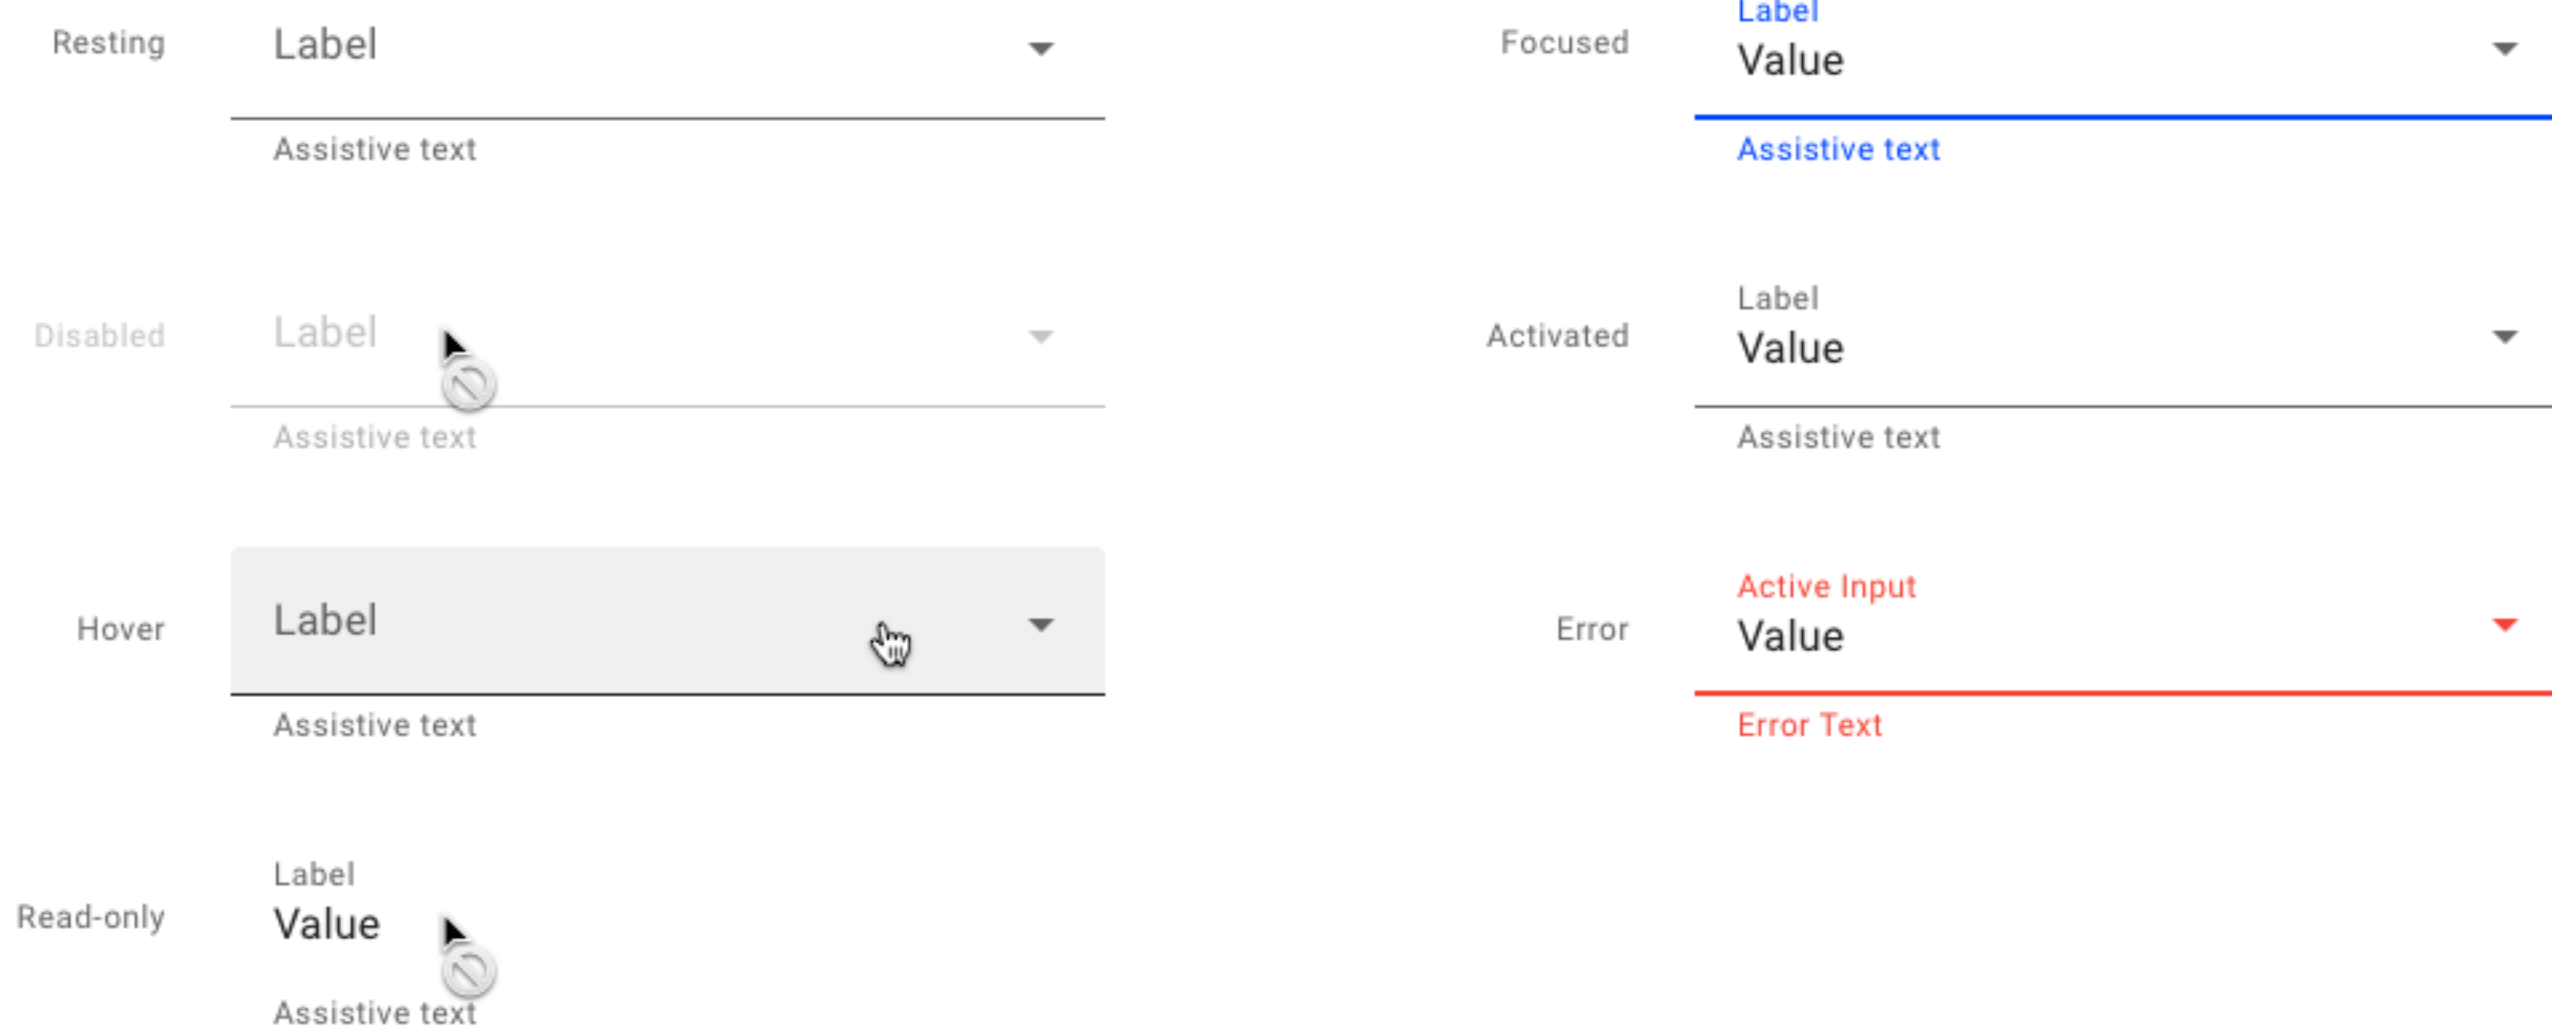 Resting
Label
Assistive text
Focused
Label
Value
Assistive text
Disabled
Label
Assistive text
Activated
Label
Value
Assistive text
Hover
Label
Assistive text
Error
Active Input
Value
Error Text
Read-only
Label
Value
Assistive text